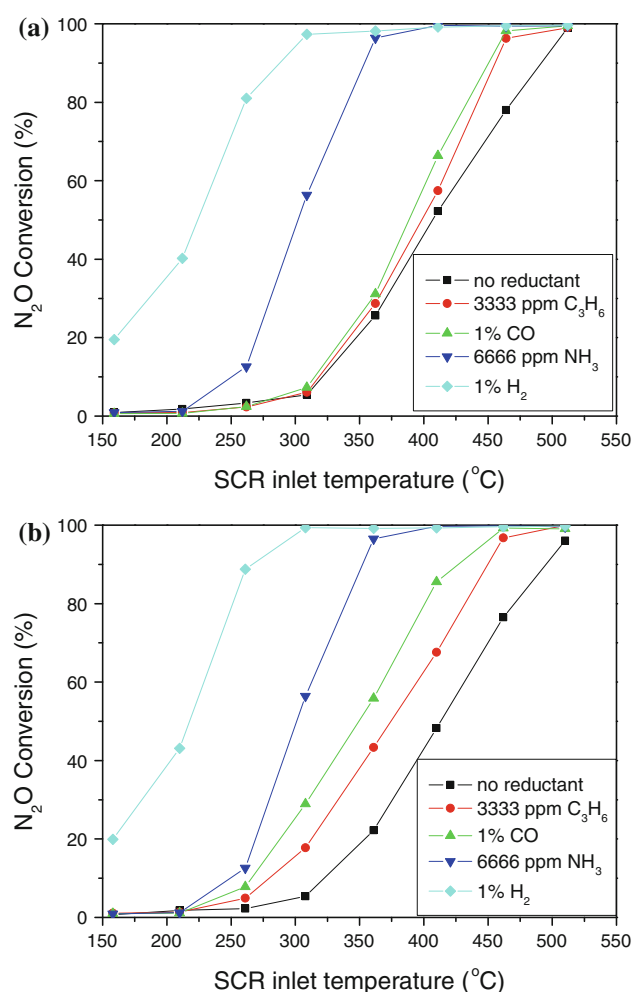 (a)
100
80
60
40
20
0
N₂O Conversion (%)
no reductant
3333 ppm C₃H₆
1% CO
6666 ppm NH₃
1% H₂
150 200 250 300 350 400 450 500 550
SCR inlet temperature (°C)
(b)
100
80
60
40
20
0
N₂O Conversion (%)
no reductant
3333 ppm C₃H₆
1% CO
6666 ppm NH₃
1% H₂
150 200 250 300 350 400 450 500 550
SCR inlet temperature (°C)